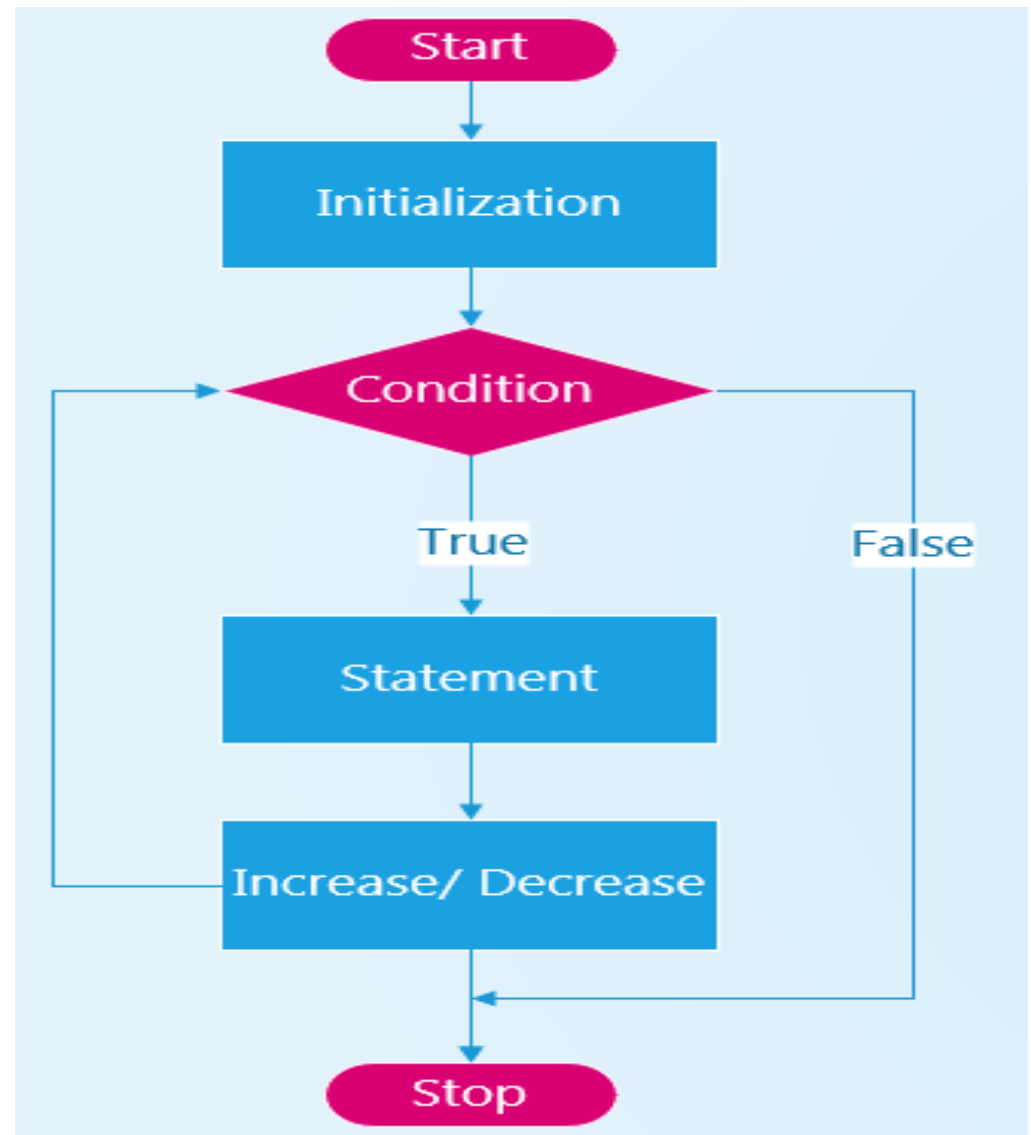 Start
Initialization
Condition
True
False
Statement
Increase/ Decrease
Stop